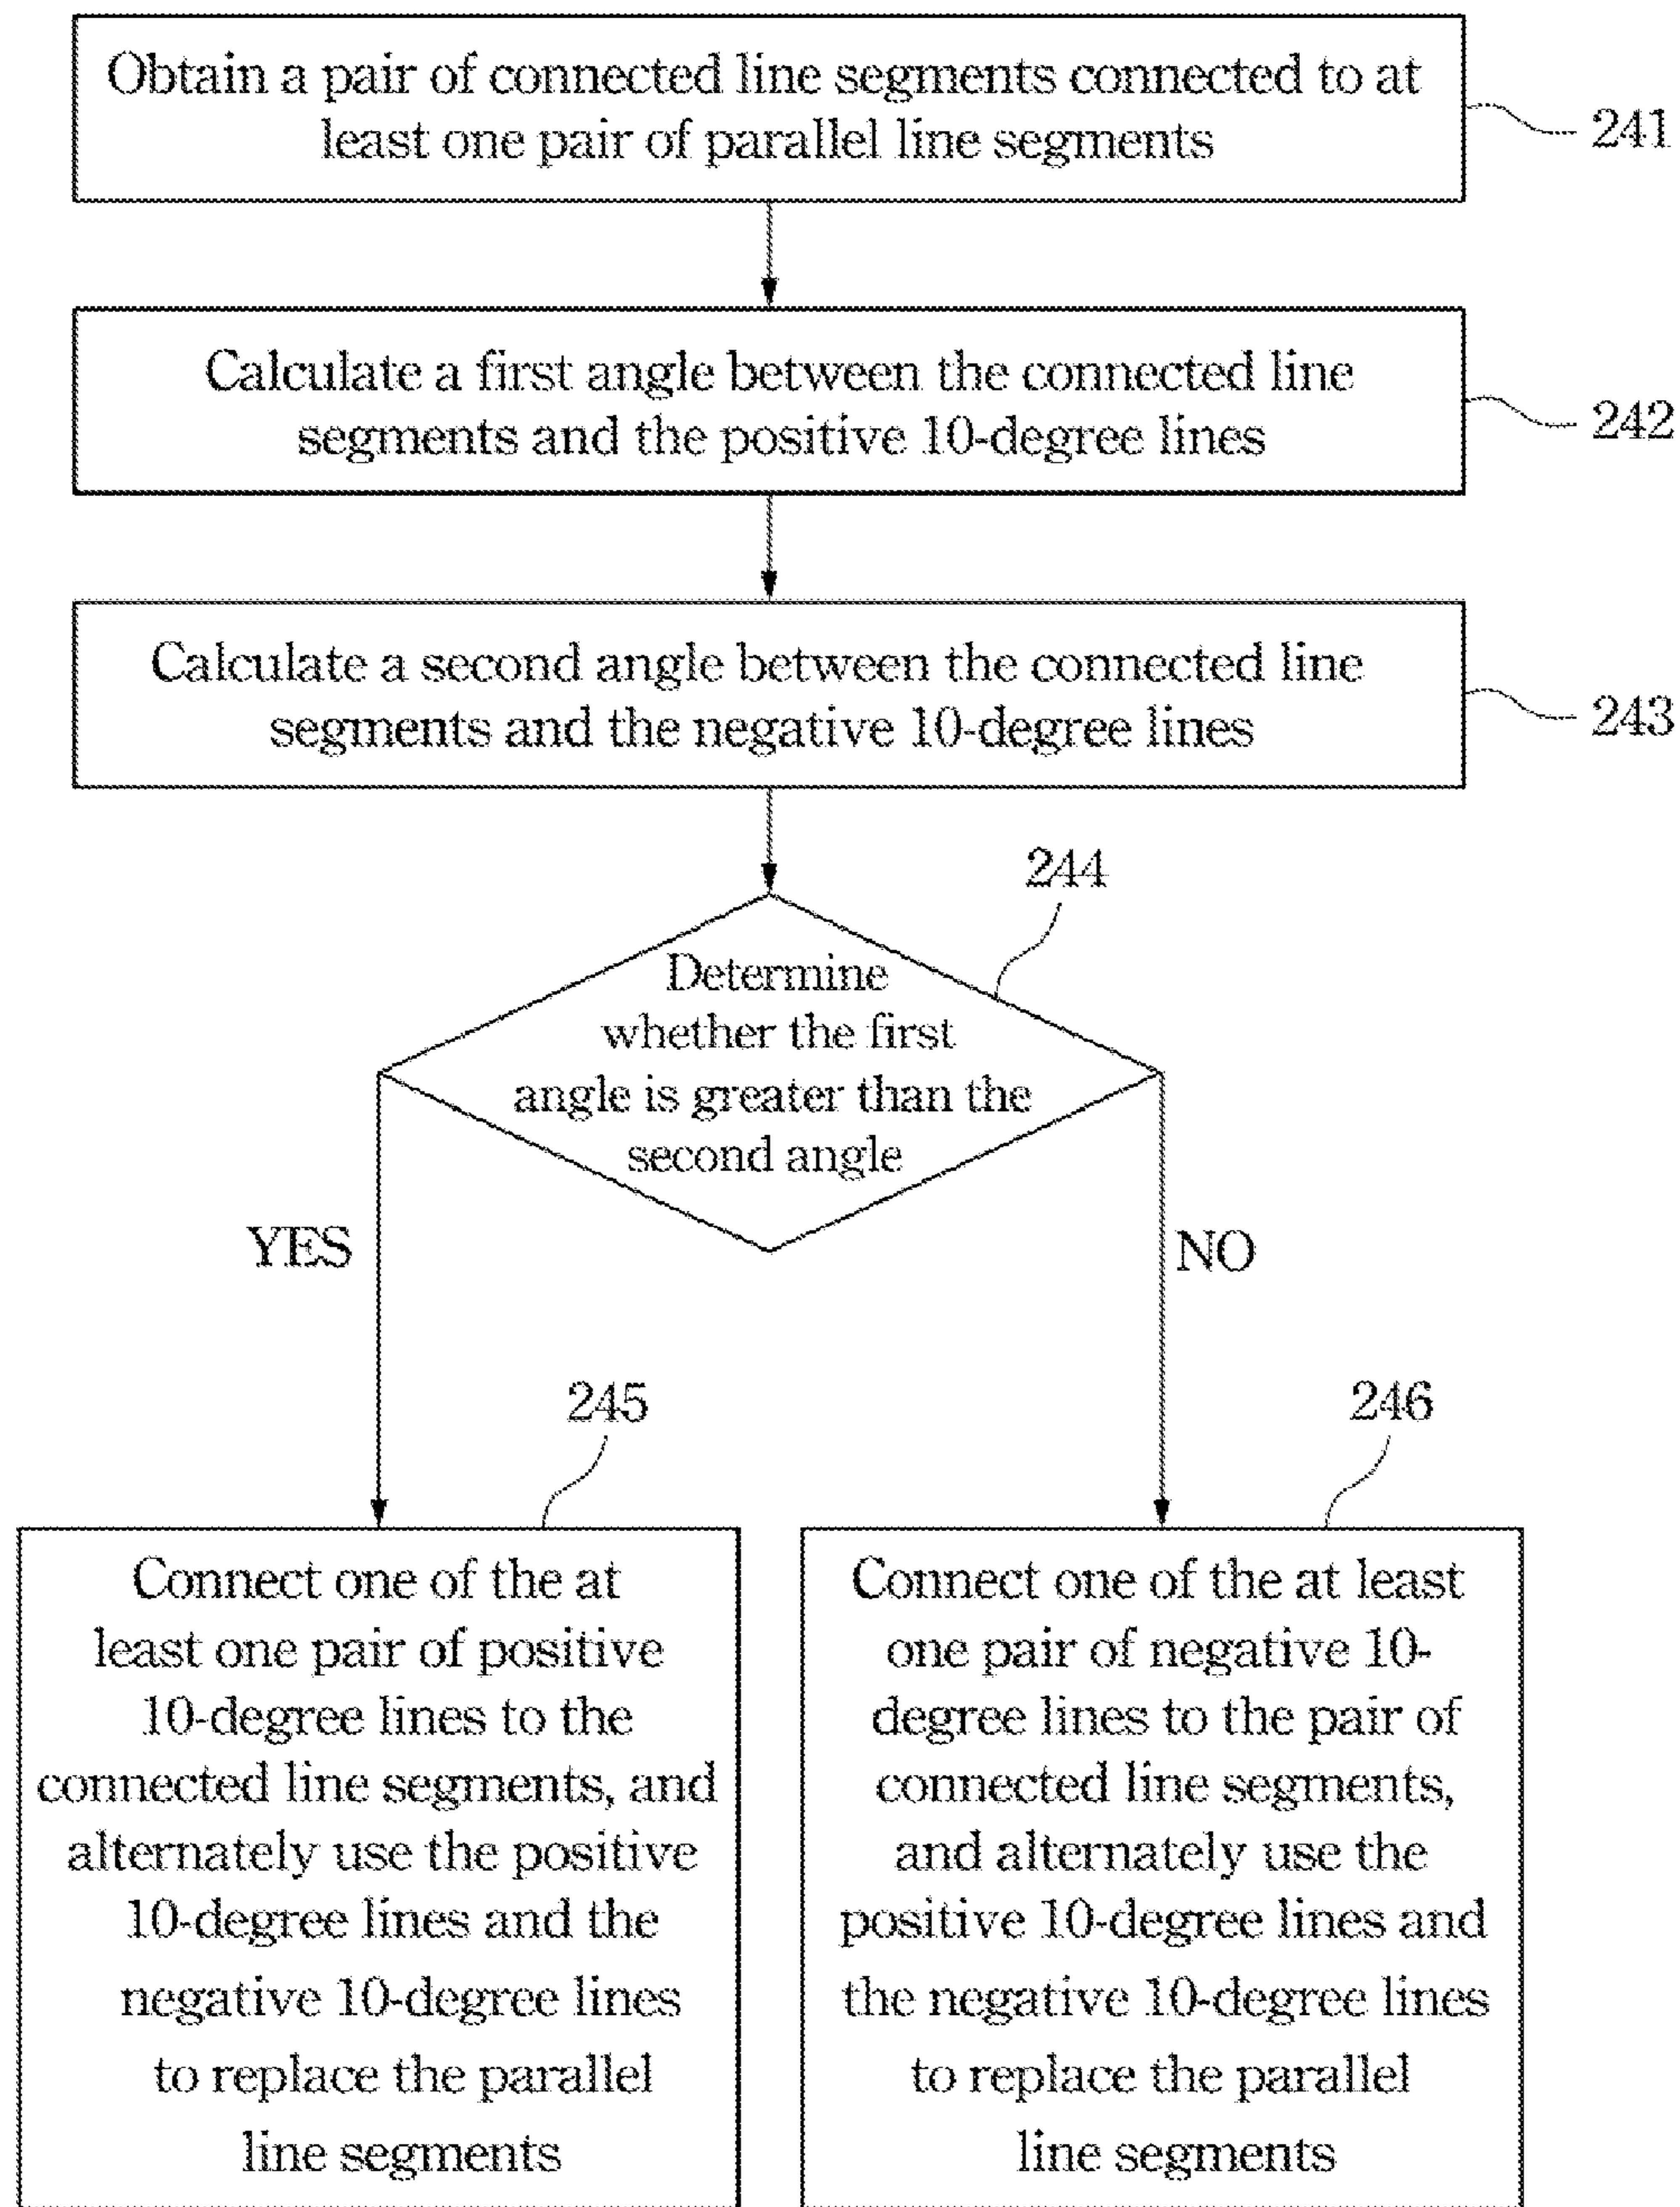 Obtain a pair of connected line segments connected to at
least one pair of parallel line segments
241
Calculate a first angle between the connected line
segments and the positive 10-degree lines
242
Calculate a second angle between the connected line
segments and the negative 10-degree lines
243
244
Determine
whether the first
angle is greater than the
second angle
YES
NO
245
246
Connect one of the at
least one pair of positive
10-degree lines to the
connected line segments, and
alternately use the positive
10-degree lines and the
negative 10-degree lines
to replace the parallel
line segments
Connect one of the at least
one pair of negative 10-
degree lines to the pair of
connected line segments,
and alternately use the
positive 10-degree lines and
the negative 10-degree lines
to replace the parallel
line segments